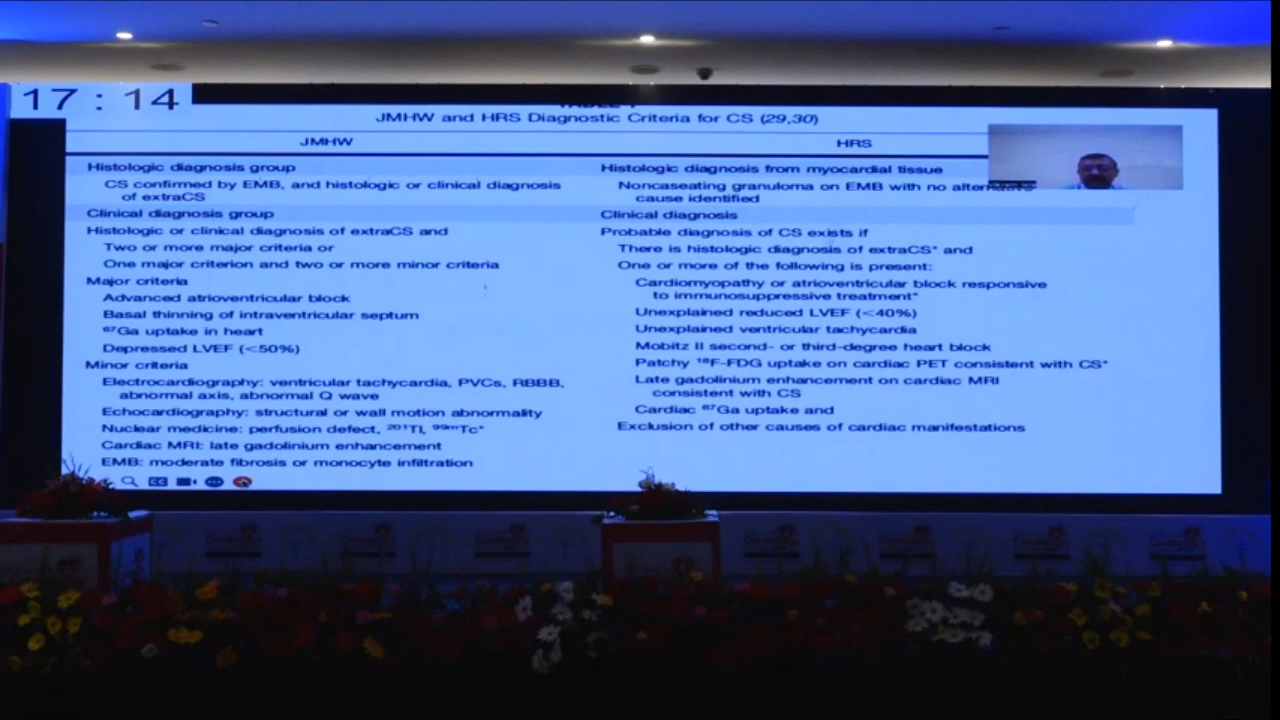 17 : 14
JMHW and HRS Diagnostic Criteria for CS (29,30)
JMHW
Histologic diagnosis group
CS confirmed by EMB, and histologic or clinical diagnosis
of extraCS
Clinical diagnosis group
Histologic or clinical diagnosis of extraCS and
Two or more major criteria or
One major criterion and two or more minor criteria
Major criteria
Advanced atrioventricular block
Basal thinning of intraventricular septum
⁶⁷Ga uptake in heart
Depressed LVEF (<50%)
Minor criteria
Electrocardiography: ventricular tachycardia, PVCs, RBBB,
abnormal axis, abnormal Q wave
Echocardiography: structural or wall motion abnormality
Nuclear medicine: perfusion defect, ²⁰¹Tl, ⁹⁹ᵐTc*
Cardiac MRI: late gadolinium enhancement
EMB: moderate fibrosis or monocyte infiltration
HRS
Histologic diagnosis from myocardial tissue
Noncaseating granuloma on EMB with no alternative
cause identified
Clinical diagnosis
Probable diagnosis of CS exists if
There is histologic diagnosis of extraCS* and
One or more of the following is present:
Cardiomyopathy or atrioventricular block responsive
to immunosuppressive treatment*
Unexplained reduced LVEF (<40%)
Unexplained ventricular tachycardia
Mobitz II second- or third-degree heart block
Patchy ¹⁸F-FDG uptake on cardiac PET consistent with CS*
Late gadolinium enhancement on cardiac MRI
consistent with CS
Cardiac ⁶⁷Ga uptake and
Exclusion of other causes of cardiac manifestations
CC